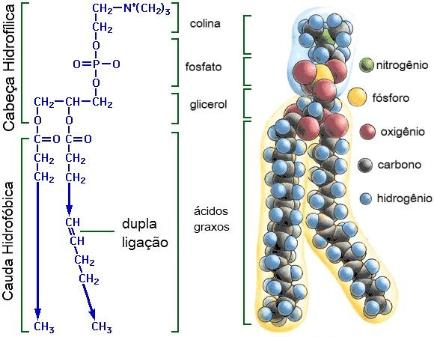 Cabeça Hidrofílica
Cauda Hidrofóbica
CH₂—N⁺(CH₃)₃
CH₂
O
O=P—O
O
CH₂—CH—CH₂
O O
C=O C=O
CH₂ CH₂
CH₂ CH₂
CH
CH
CH₂
CH₂
CH₃ CH₃
dupla
ligação
colina
fosfato
glicerol
ácidos
graxos
nitrogênio
fósforo
oxigênio
carbono
hidrogênio